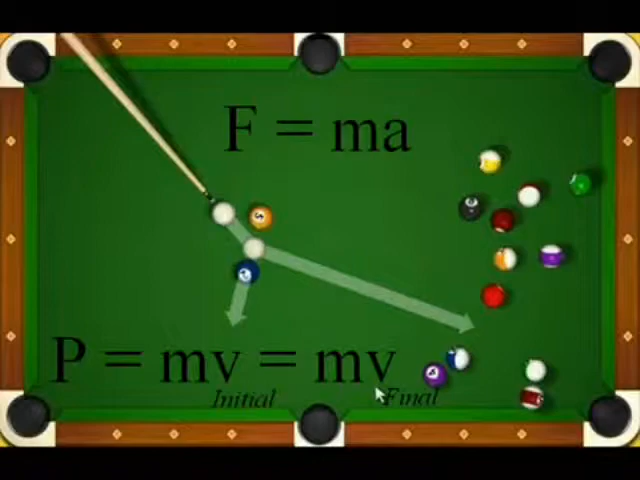 F = ma
P = mv = mv
Initial Final